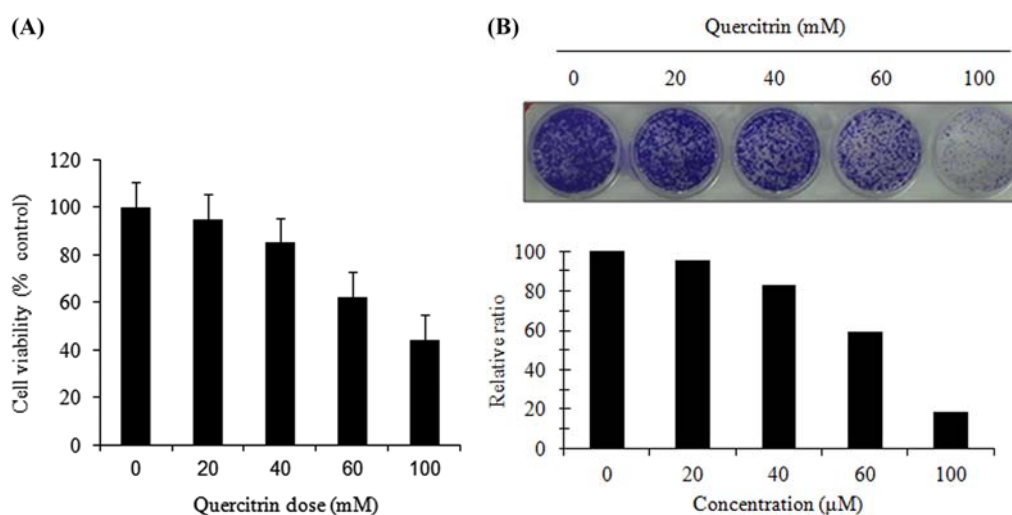 (A)
120
100
80
60
40
20
0
Cell viability (% control)
0 20 40 60 100
Quercitrin dose (mM)
(B)
Quercitrin (mM)
0 20 40 60 100
100
80
60
40
20
0
Relative ratio
0 20 40 60 100
Concentration (µM)